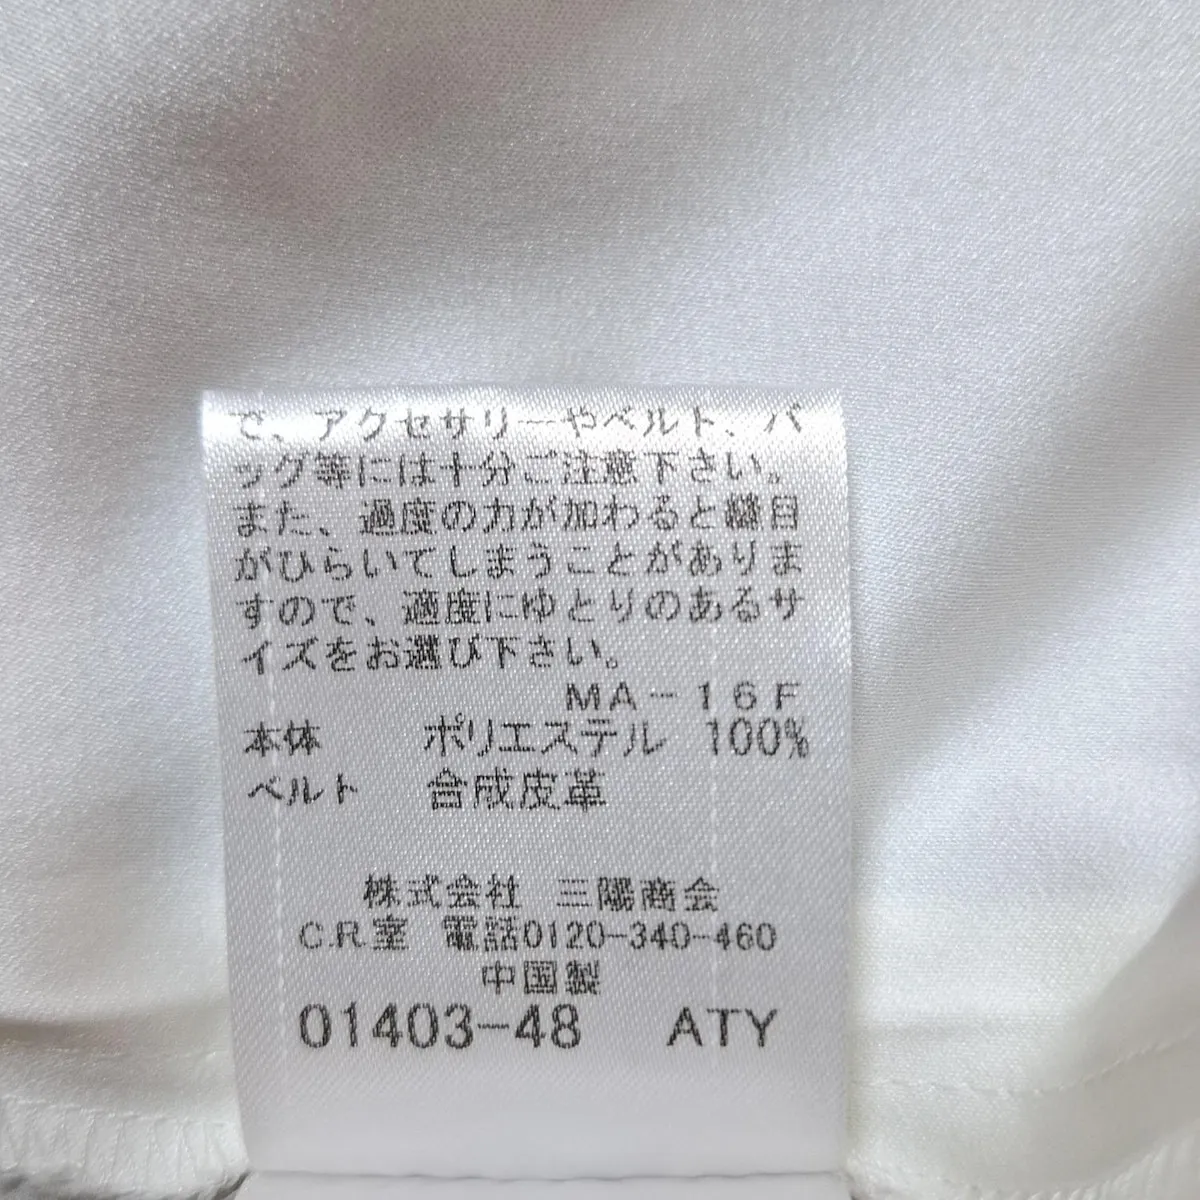 で、アクセサリーやベルト、バ
ッグ等には十分ご注意下さい。
また、過度の力が加わると縫目
がひらいてしまうことがありま
すので、適度にゆとりのあるサ
イズをお選び下さい。
MA-16F
本体 ポリエステル 100%
ベルト 合成皮革
株式会社 三陽商会
C.R.室 電話0120-340-460
中国製
01403-48 ATY